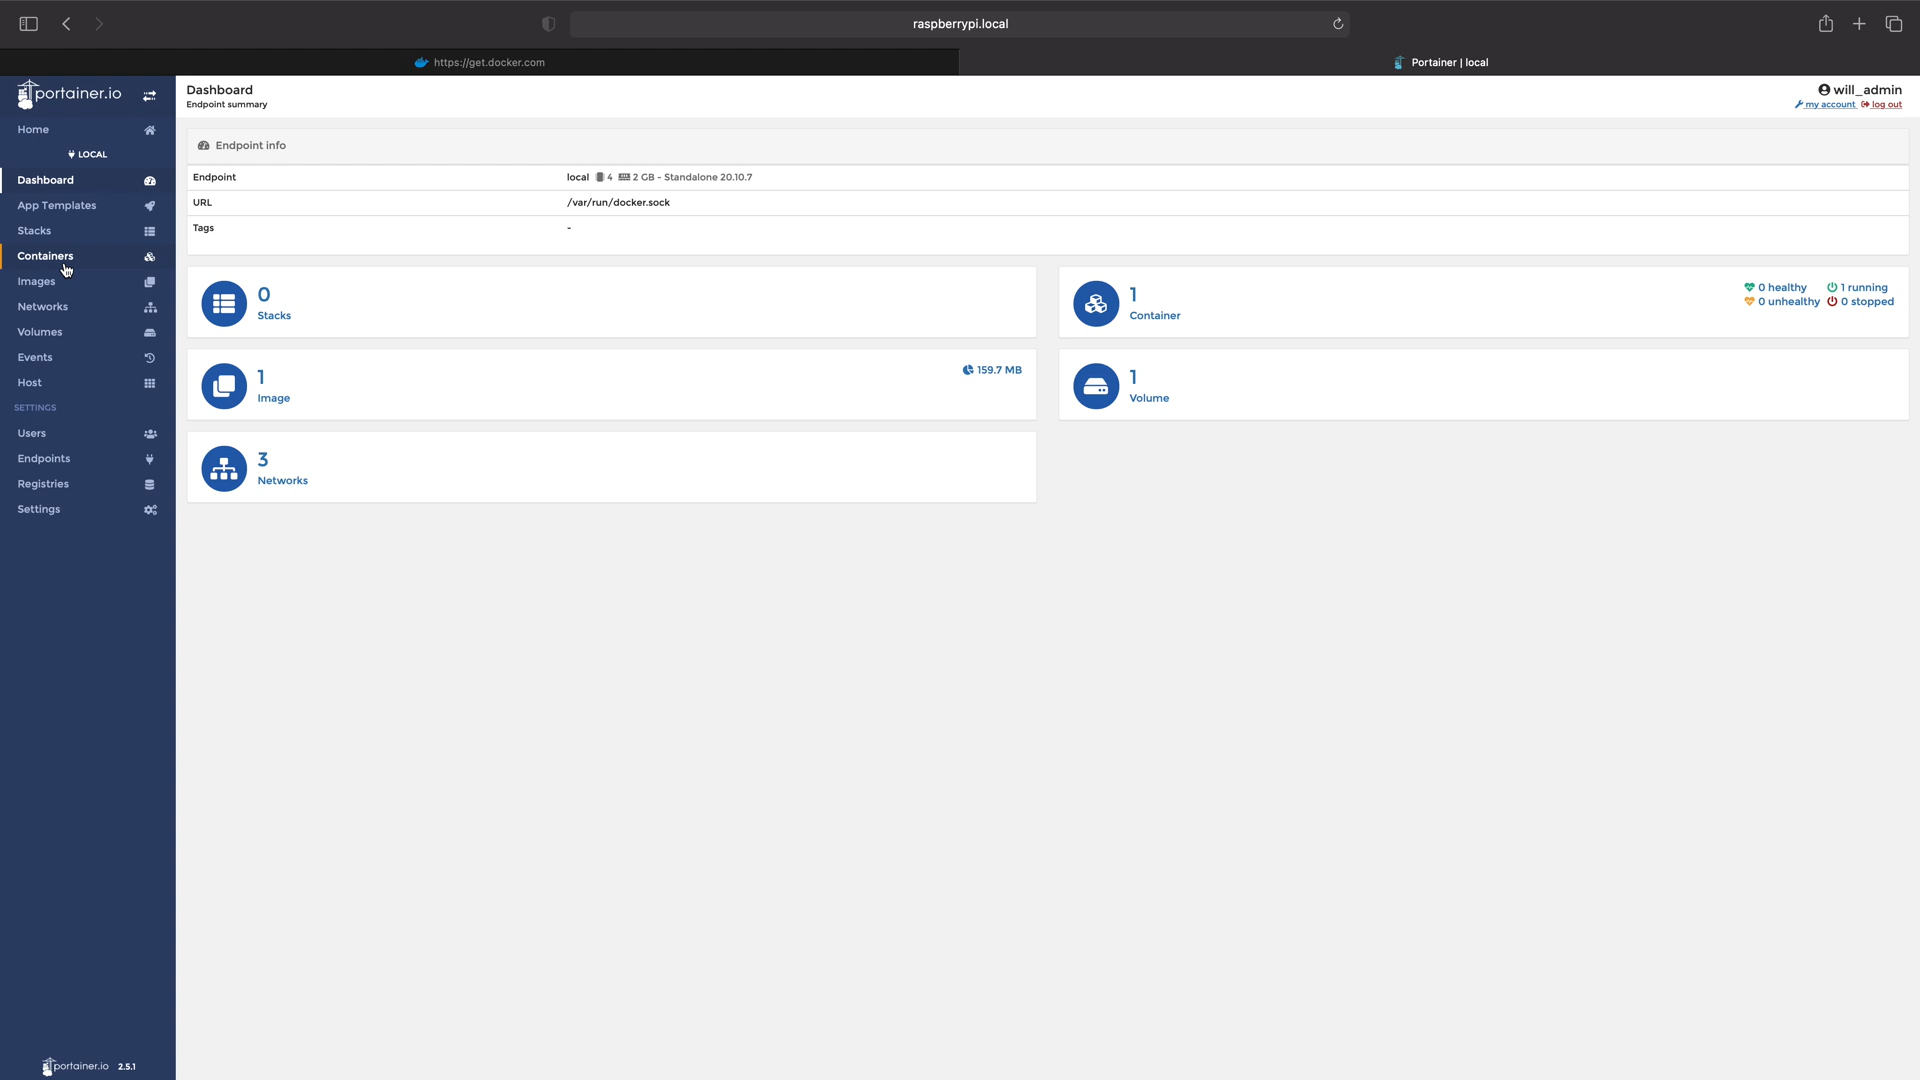 raspberrypi.local
https://get.docker.com
Portainer | local
portainer.io
Home
LOCAL
Dashboard
App Templates
Stacks
Containers
Images
Networks
Volumes
Events
Host
SETTINGS
Users
Endpoints
Registries
Settings
portainer.io 2.5.1
Dashboard
Endpoint summary
will_admin
my account log out
Endpoint info
Endpoint local 4 2 GB - Standalone 20.10.7
URL /var/run/docker.sock
Tags -
0
Stacks
1
Container
0 healthy 1 running
0 unhealthy 0 stopped
1
Image
159.7 MB
1
Volume
3
Networks